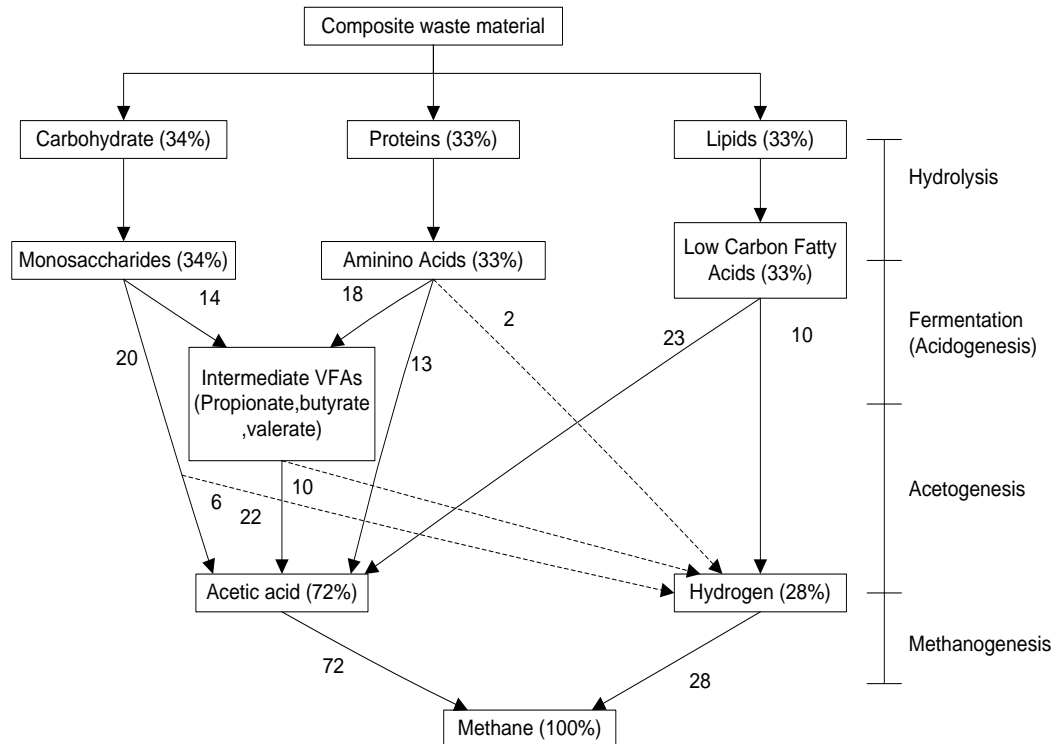 Composite waste material
Carbohydrate (34%)
Proteins (33%)
Lipids (33%)
Hydrolysis
Monosaccharides (34%)
Aminino Acids (33%)
Low Carbon Fatty
Acids (33%)
14
18
2
23
10
20
13
Fermentation
(Acidogenesis)
Intermediate VFAs
(Propionate,butyrate
,valerate)
6
22
10
Acetogenesis
Acetic acid (72%)
Hydrogen (28%)
72
28
Methanogenesis
Methane (100%)